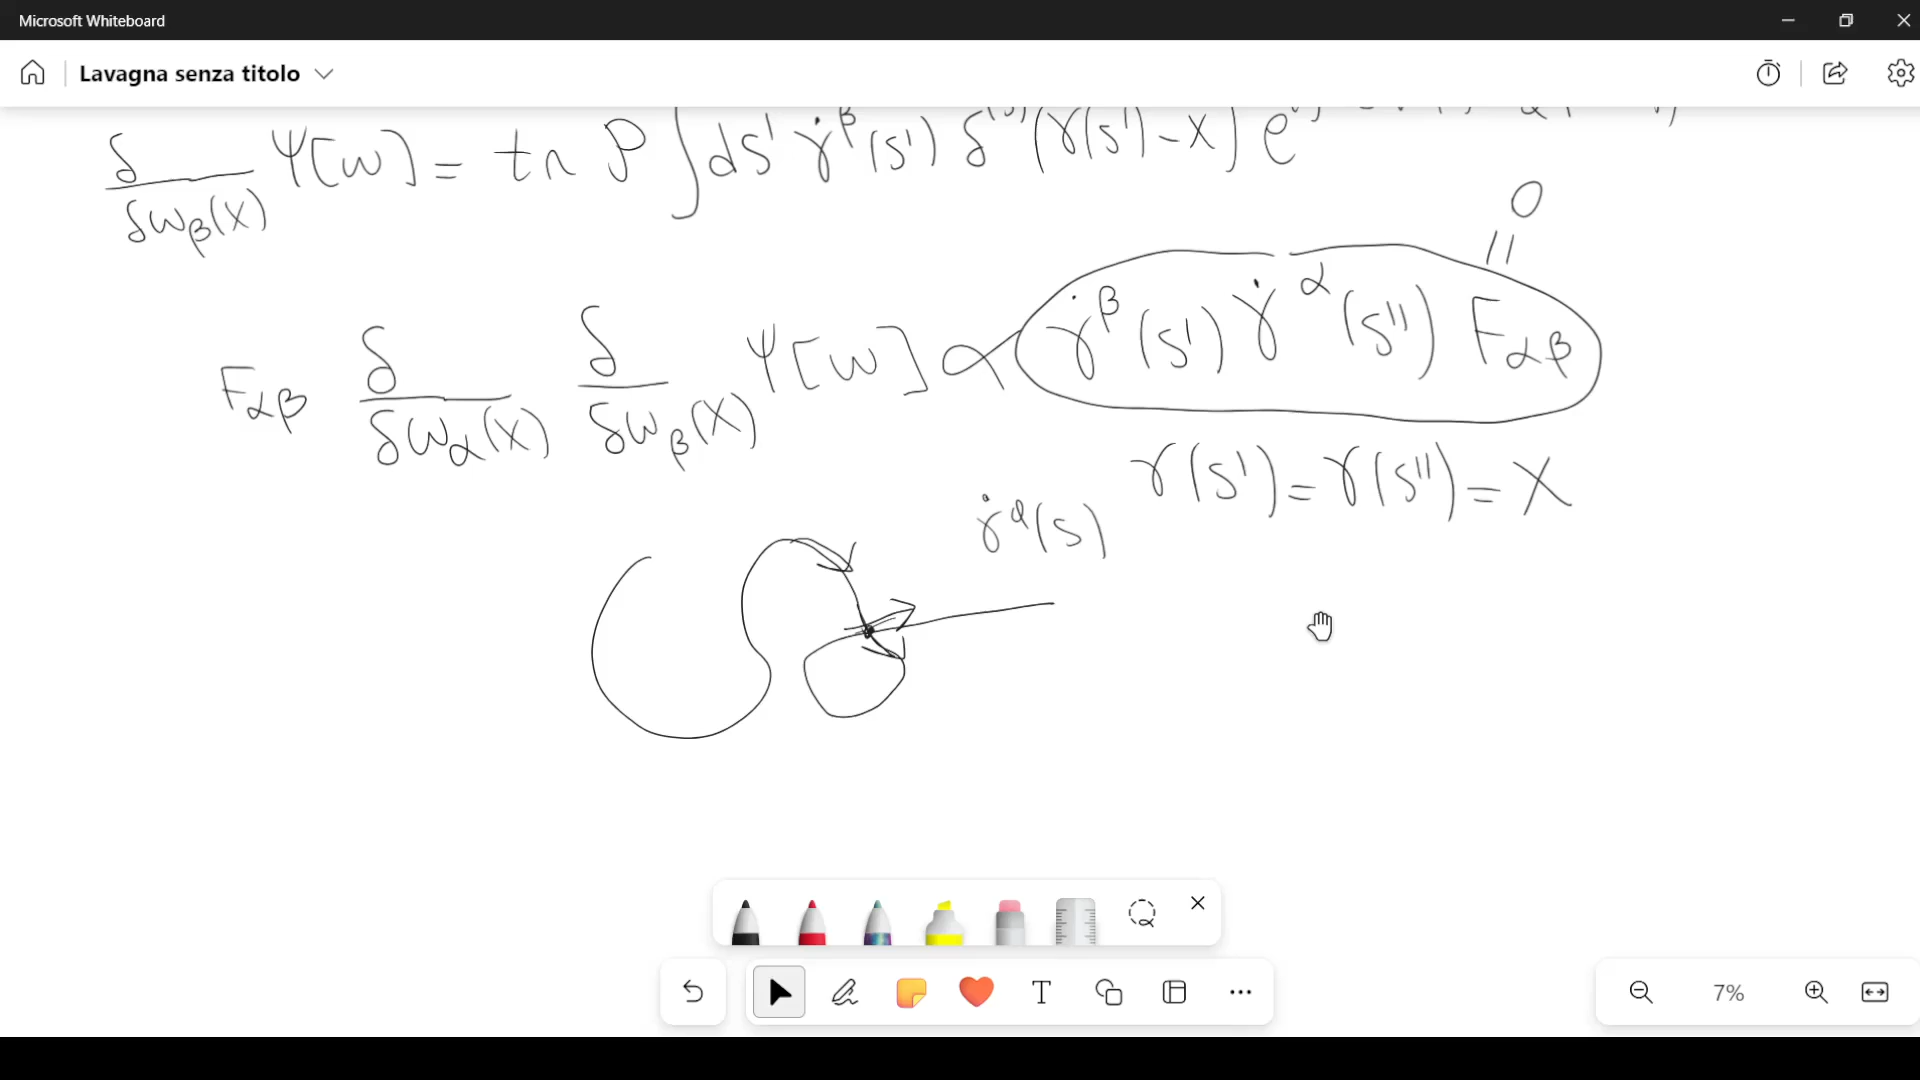 Microsoft Whiteboard
Lavagna senza titolo
δ/δω_β(x) Ψ[ω] = tr P ∫ds' γ̇^β(s') δ^(3)(γ(s')-x) e
0
F_αβ δ/δω_α(x) δ/δω_β(x) Ψ[ω] ∝ γ̇^β(s') γ̇^α(s'') F_αβ
γ(s') = γ(s'') = x
γ̇^α(s)
7%